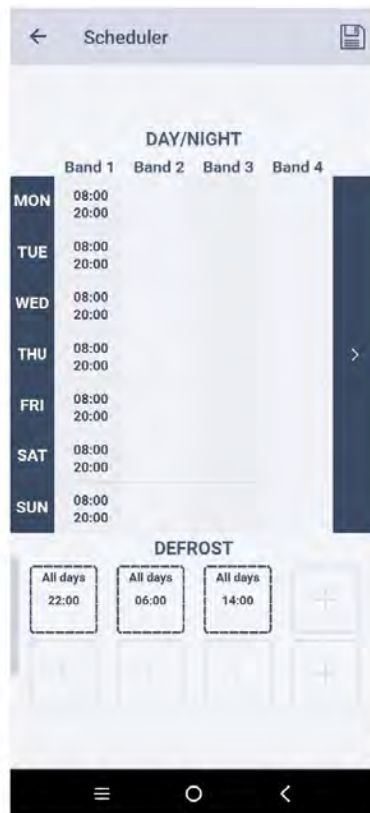 Scheduler
DAY/NIGHT
Band 1 Band 2 Band 3 Band 4
MON 08:00
20:00
TUE 08:00
20:00
WED 08:00
20:00
THU 08:00
20:00
FRI 08:00
20:00
SAT 08:00
20:00
SUN 08:00
20:00
DEFROST
All days All days All days
22:00 06:00 14:00